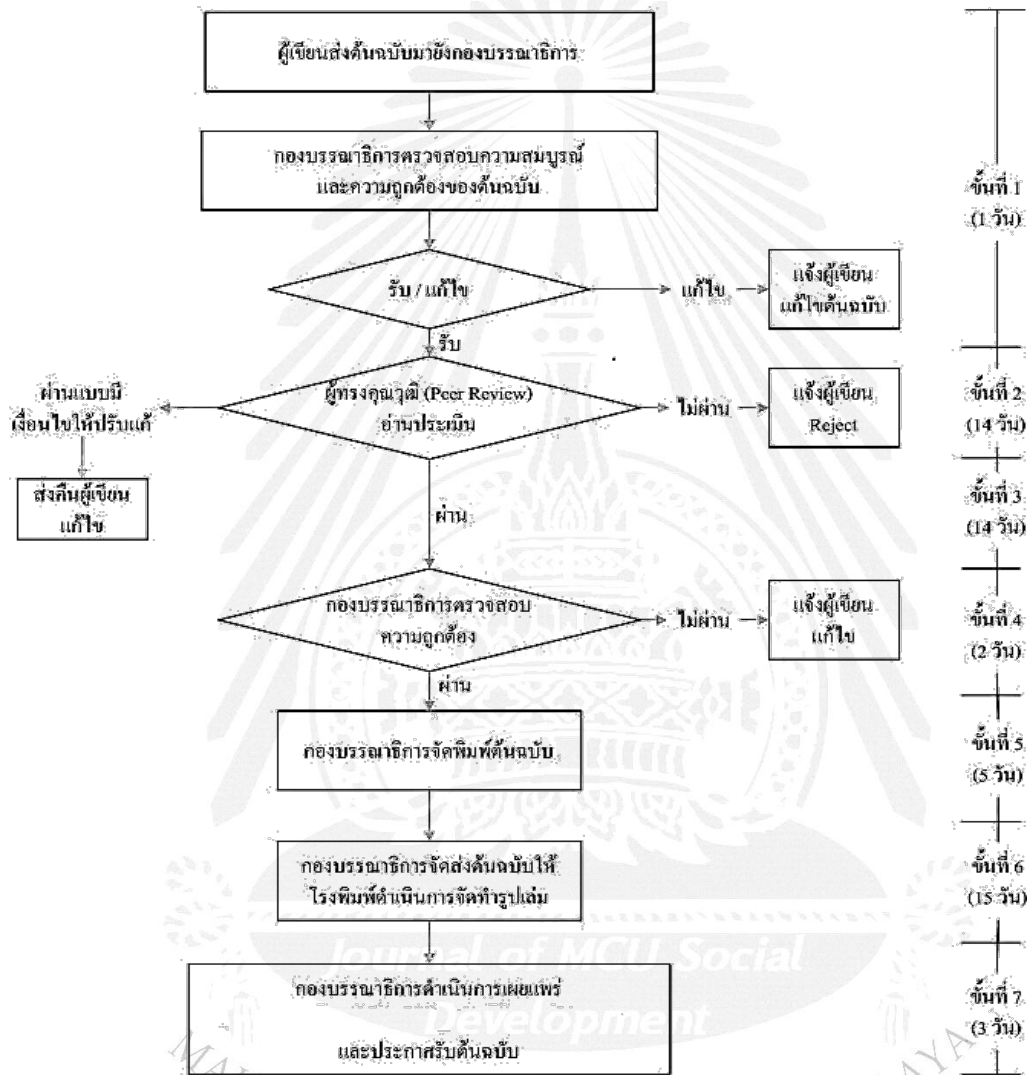 ผู้เขียนส่งต้นฉบับมายังกองบรรณาธิการ
กองบรรณาธิการตรวจสอบความสมบูรณ์
และความถูกต้องของต้นฉบับ
ขั้นที่ 1
(1 วัน)
รับ / แก้ไข
แก้ไข
แจ้งผู้เขียน
แก้ไขต้นฉบับ
รับ
ผ่านแบบมี
เงื่อนไขให้ปรับแก้
ผู้ทรงคุณวุฒิ (Peer Review)
อ่านประเมิน
ไม่ผ่าน
แจ้งผู้เขียน
Reject
ขั้นที่ 2
(14 วัน)
ส่งคืนผู้เขียน
แก้ไข
ขั้นที่ 3
(14 วัน)
ผ่าน
กองบรรณาธิการตรวจสอบ
ความถูกต้อง
ไม่ผ่าน
แจ้งผู้เขียน
แก้ไข
ขั้นที่ 4
(2 วัน)
ผ่าน
กองบรรณาธิการจัดพิมพ์ต้นฉบับ
ขั้นที่ 5
(5 วัน)
กองบรรณาธิการจัดส่งต้นฉบับให้
โรงพิมพ์ดำเนินการจัดทำรูปเล่ม
ขั้นที่ 6
(15 วัน)
Journal of MCU Social
Development
กองบรรณาธิการดำเนินการเผยแพร่
และประกาศรับต้นฉบับ
ขั้นที่ 7
(3 วัน)